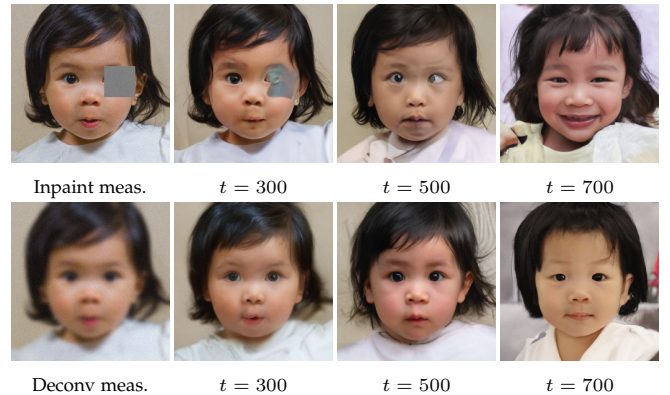 Inpaint meas. t = 300 t = 500 t = 700
Deconv meas. t = 300 t = 500 t = 700